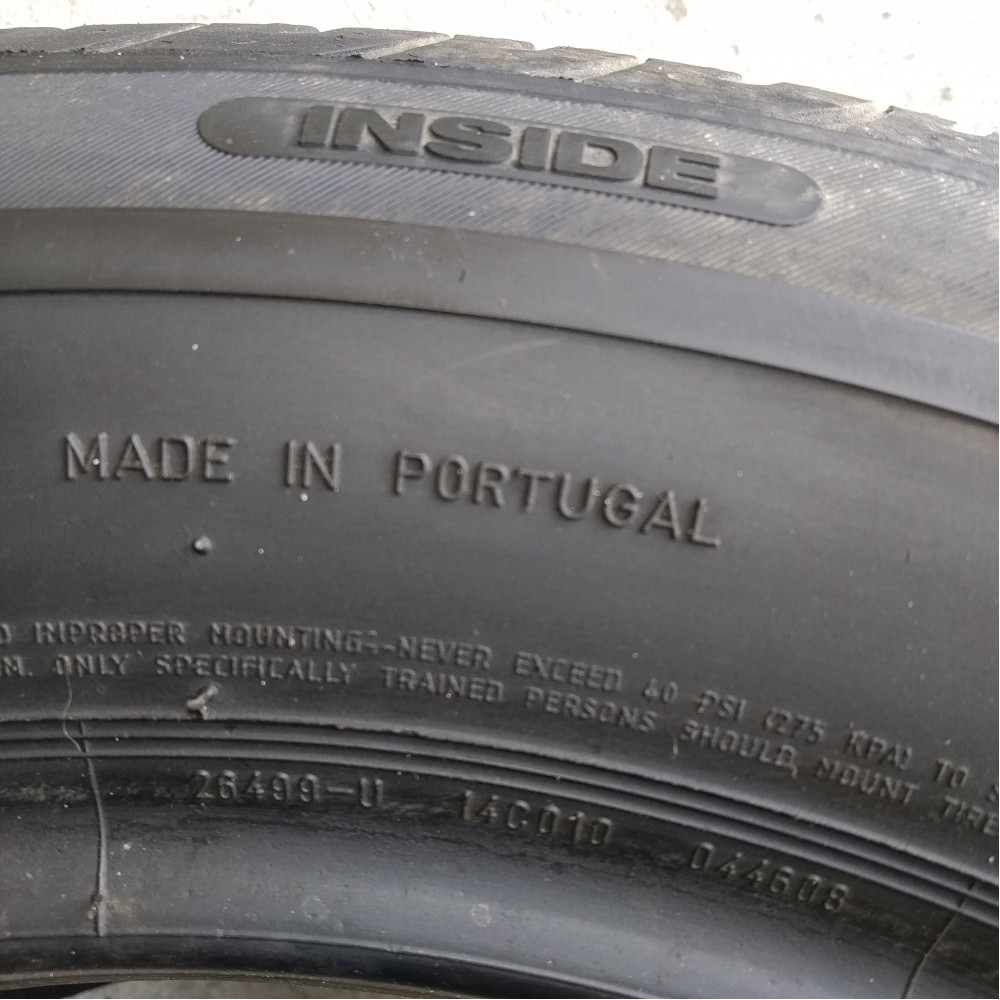 INSIDE
MADE IN PORTUGAL
INPROPER MOUNTING--NEVER EXCEED 40 PSI (275 KPA) TO
ONLY SPECIFICALLY TRAINED PERSONS SHOULD MOUNT TIRE
26499-U 14C010 044608